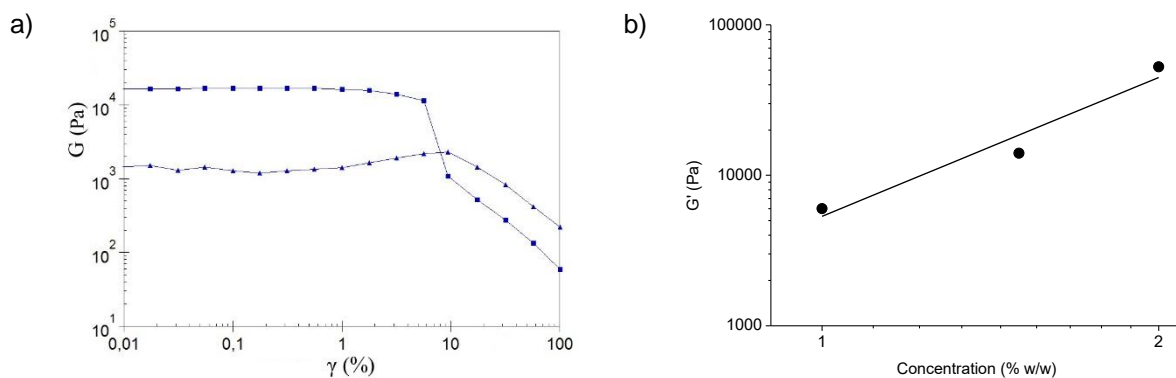 a)
10^5
10^4
10^3
10^2
10^1
G (Pa)
0,01 0,1 1 10 100
γ (%)
b)
100000
10000
1000
G' (Pa)
1 2
Concentration (% w/w)